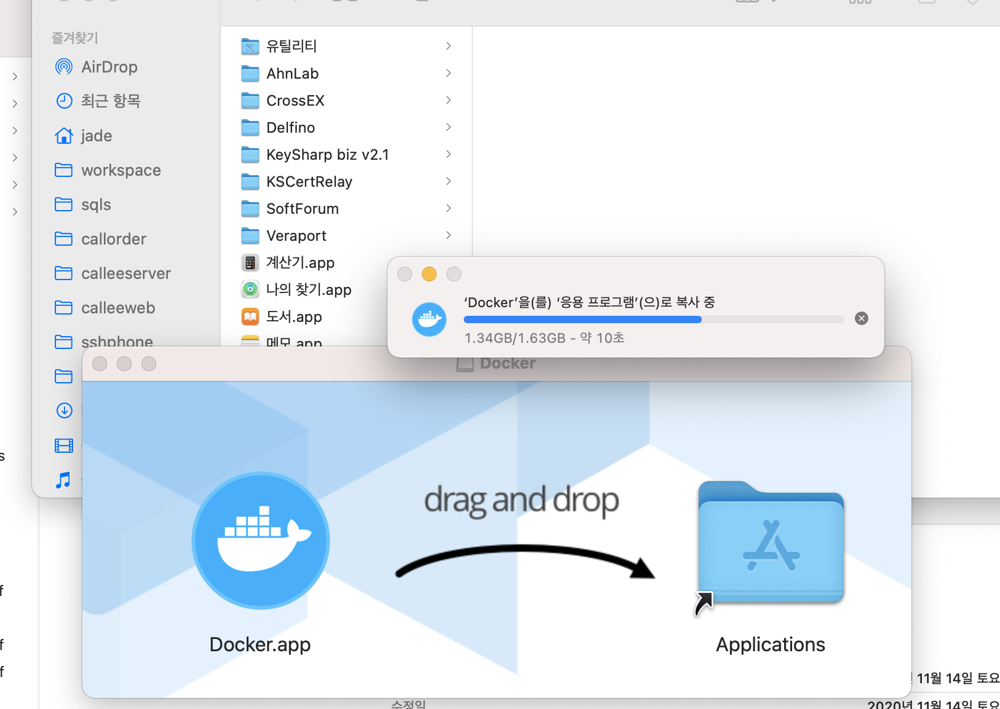 즐겨찾기
AirDrop
최근 항목
jade
workspace
sqls
callorder
calleeserver
calleeweb
sshphone
유틸리티
AhnLab
CrossEX
Delfino
KeySharp biz v2.1
KSCertRelay
SoftForum
Veraport
계산기.app
나의 찾기.app
도서.app
메모.app
‘Docker’을(를) ‘응용 프로그램’(으)로 복사 중
1.34GB/1.63GB - 약 10초
Docker
drag and drop
Docker.app
Applications
s
f
f
f
11월 14일 토요
수정일
2020년 11월 14일 토요